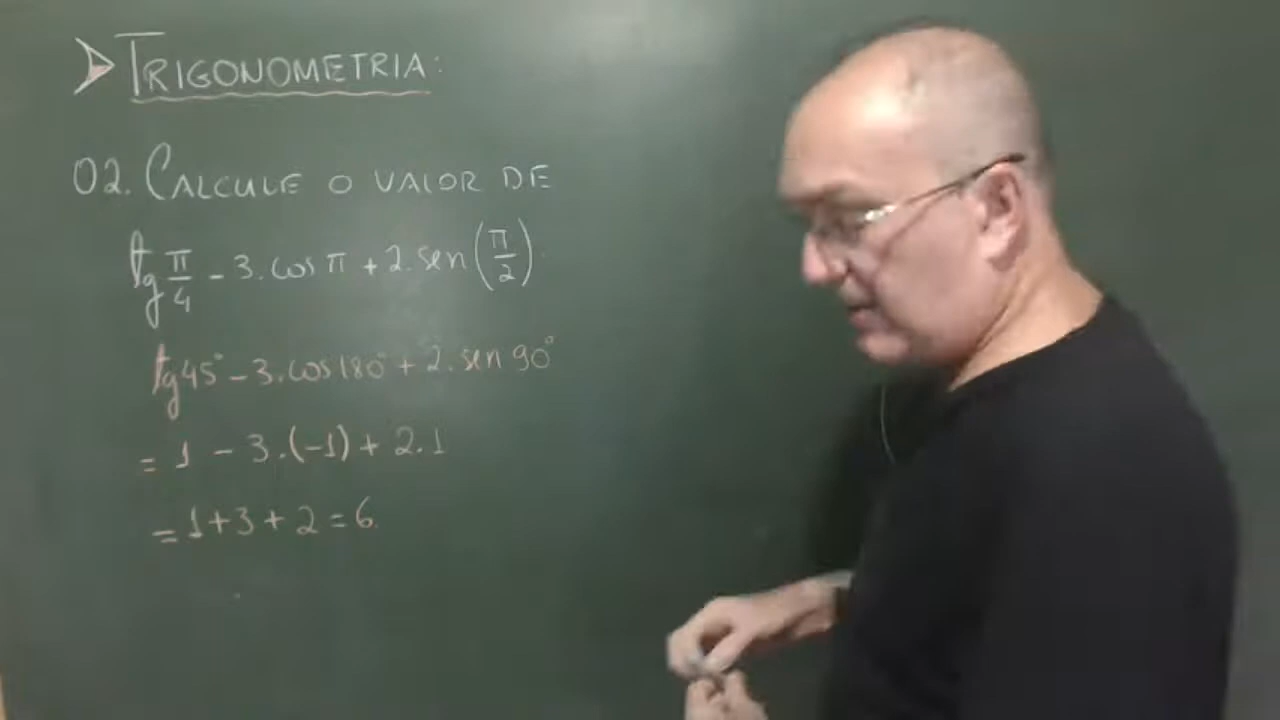 TRIGONOMETRIA:
02. CALCULE O VALOR DE
tg π/4 - 3.cos π + 2.sen(π/2).
tg 45° - 3.cos 180° + 2.sen 90°
= 1 - 3.(-1) + 2.1
= 1+3+2=6.